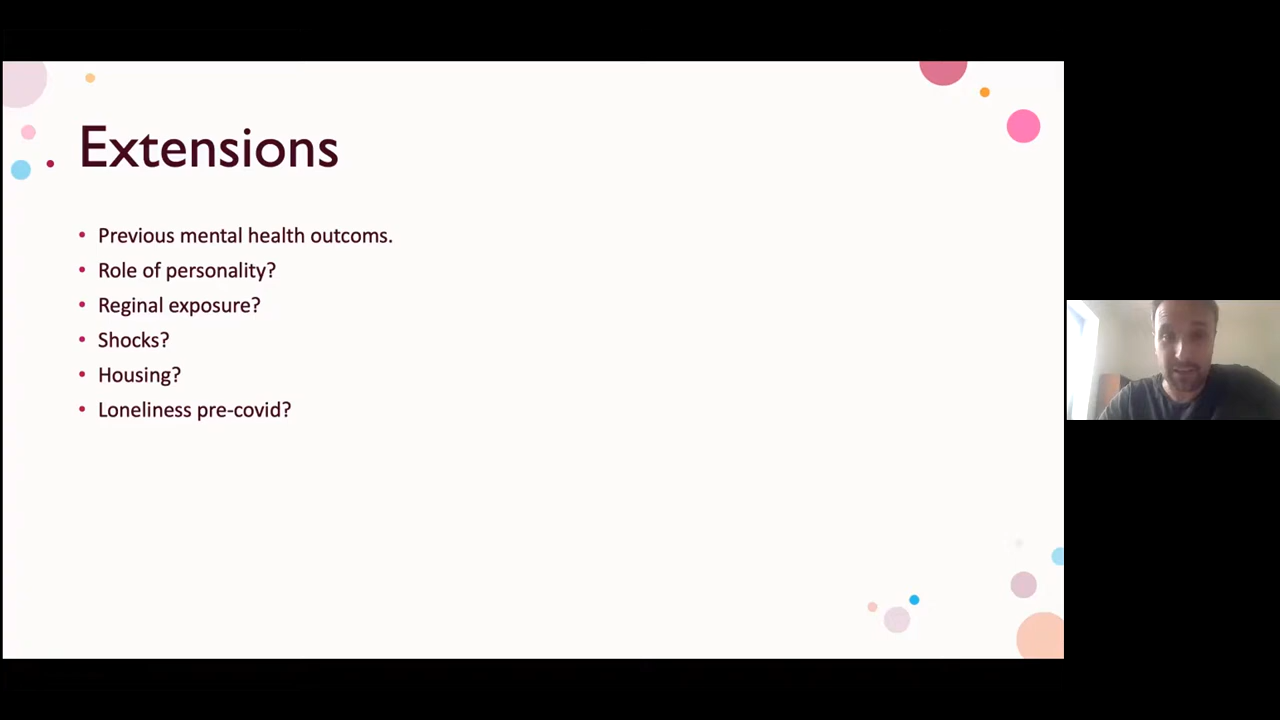 Extensions
• Previous mental health outcoms.
• Role of personality?
• Reginal exposure?
• Shocks?
• Housing?
• Loneliness pre-covid?